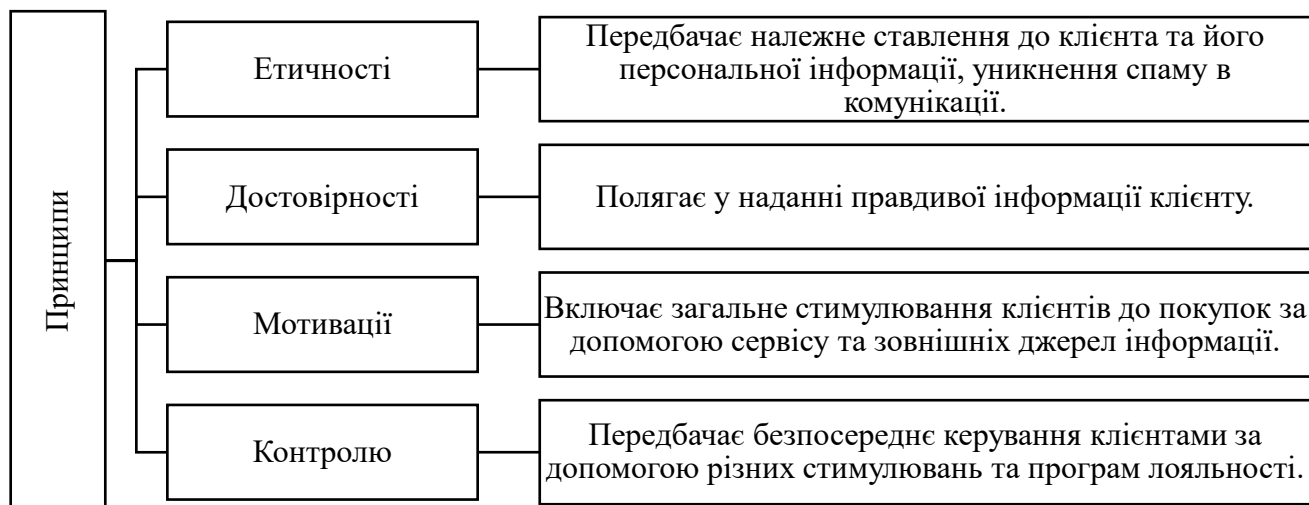 Принципи
Етичності
Передбачає належне ставлення до клієнта та його
персональної інформації, уникнення спаму в
комунікації.
Достовірності
Полягає у наданні правдивої інформації клієнту.
Мотивації
Включає загальне стимулювання клієнтів до покупок за
допомогою сервісу та зовнішніх джерел інформації.
Контролю
Передбачає безпосереднє керування клієнтами за
допомогою різних стимулювань та програм лояльності.